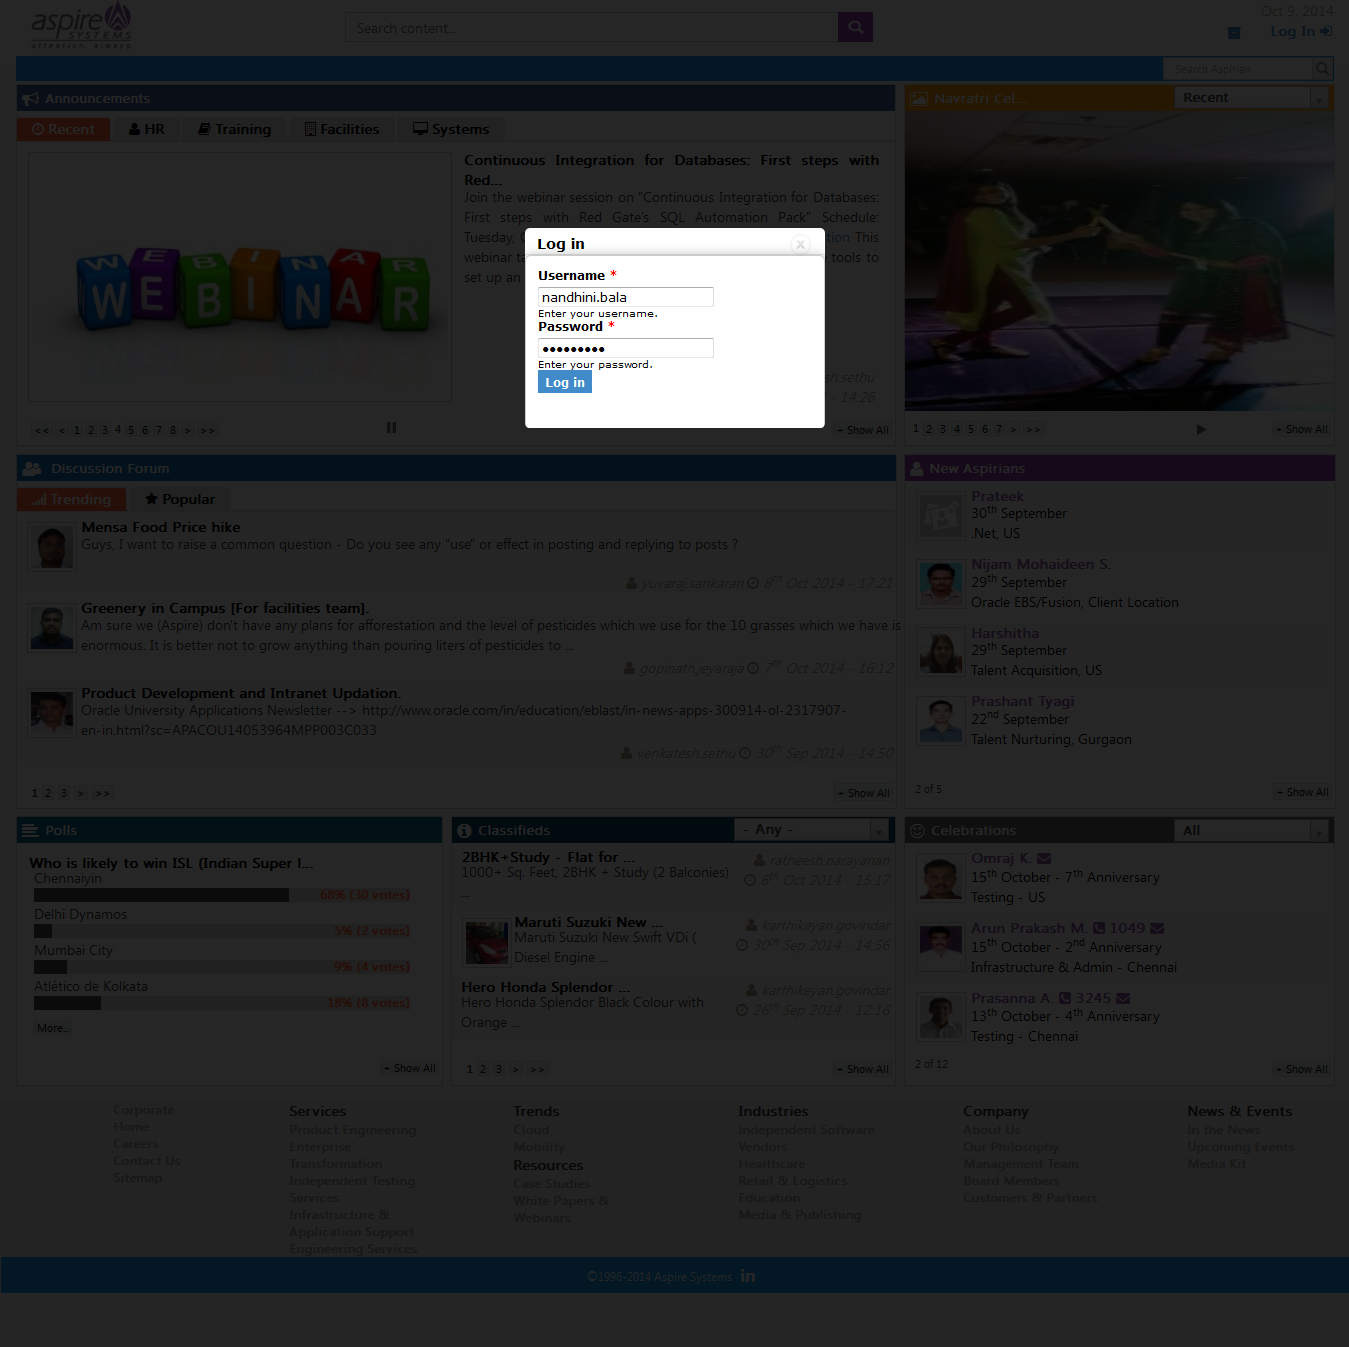 aspire
SYSTEMS
attention. always.
Search content...
Oct 9, 2014
Log In
Search Aspirian
Announcements
Recent HR Training Facilities Systems
WEBINAR
Continuous Integration for Databases: First steps with
Red...
Join the webinar session on "Continuous Integration for Databases:
First steps with Red Gate's SQL Automation Pack" Schedule:
Tuesday, tion This
webinar tools to
set up an
sh.sethu
- 14:26
<< < 1 2 3 4 5 6 7 8 > >>
- Show All
Navratri Cel...
Recent
1 2 3 4 5 6 7 > >>
- Show All
Log in
x
Username *
nandhini.bala
Enter your username.
Password *
•••••••••
Enter your password.
Log in
Discussion Forum
Trending Popular
Mensa Food Price hike
Guys, I want to raise a common question - Do you see any "use" or effect in posting and replying to posts ?
yuvaraj.sankaran 8th Oct 2014 - 17:21
Greenery in Campus [For facilities team].
Am sure we (Aspire) don't have any plans for afforestation and the level of pesticides which we use for the 10 grasses which we have is
enormous. It is better not to grow anything than pouring liters of pesticides to ...
gopinath.jeyaraja 7th Oct 2014 - 16:12
Product Development and Intranet Updation.
Oracle University Applications Newsletter --> http://www.oracle.com/in/education/eblast/in-news-apps-300914-ol-2317907-
en-in.html?sc=APACOU14053964MPP003C033
venkatesh.sethu 30th Sep 2014 - 14:50
1 2 3 > >>
- Show All
New Aspirians
Prateek
30th September
.Net, US
Nijam Mohaideen S.
29th September
Oracle EBS/Fusion, Client Location
Harshitha
29th September
Talent Acquisition, US
Prashant Tyagi
22nd September
Talent Nurturing, Gurgaon
2 of 5
- Show All
Polls
Who is likely to win ISL (Indian Super l...
Chennaiyin
68% (30 votes)
Delhi Dynamos
5% (2 votes)
Mumbai City
9% (4 votes)
Atlético de Kolkata
18% (8 votes)
More...
- Show All
Classifieds
- Any -
2BHK+Study - Flat for ...
ratheesh.narayanan
1000+ Sq. Feet, 2BHK + Study (2 Balconies)
6th Oct 2014 - 15:17
...
Maruti Suzuki New ...
karthikeyan.govindar
Maruti Suzuki New Swift VDi (
30th Sep 2014 - 14:56
Diesel Engine ...
Hero Honda Splendor ...
karthikeyan.govindar
Hero Honda Splendor Black Colour with
26th Sep 2014 - 12:16
Orange ...
1 2 3 > >>
- Show All
Celebrations
All
Omraj K.
15th October - 7th Anniversary
Testing - US
Arun Prakash M. 1049
15th October - 2nd Anniversary
Infrastructure & Admin - Chennai
Prasanna A. 3245
13th October - 4th Anniversary
Testing - Chennai
2 of 12
- Show All
Corporate
Home
Careers
Contact Us
Sitemap
Services
Product Engineering
Enterprise
Transformation
Independent Testing
Services
Infrastructure &
Application Support
Engineering Services
Trends
Cloud
Mobility
Resources
Case Studies
White Papers &
Webinars
Industries
Independent Software
Vendors
Healthcare
Retail & Logistics
Education
Media & Publishing
Company
About Us
Our Philosophy
Management Team
Board Members
Customers & Partners
News & Events
In the News
Upcoming Events
Media Kit
©1996-2014 Aspire Systems in